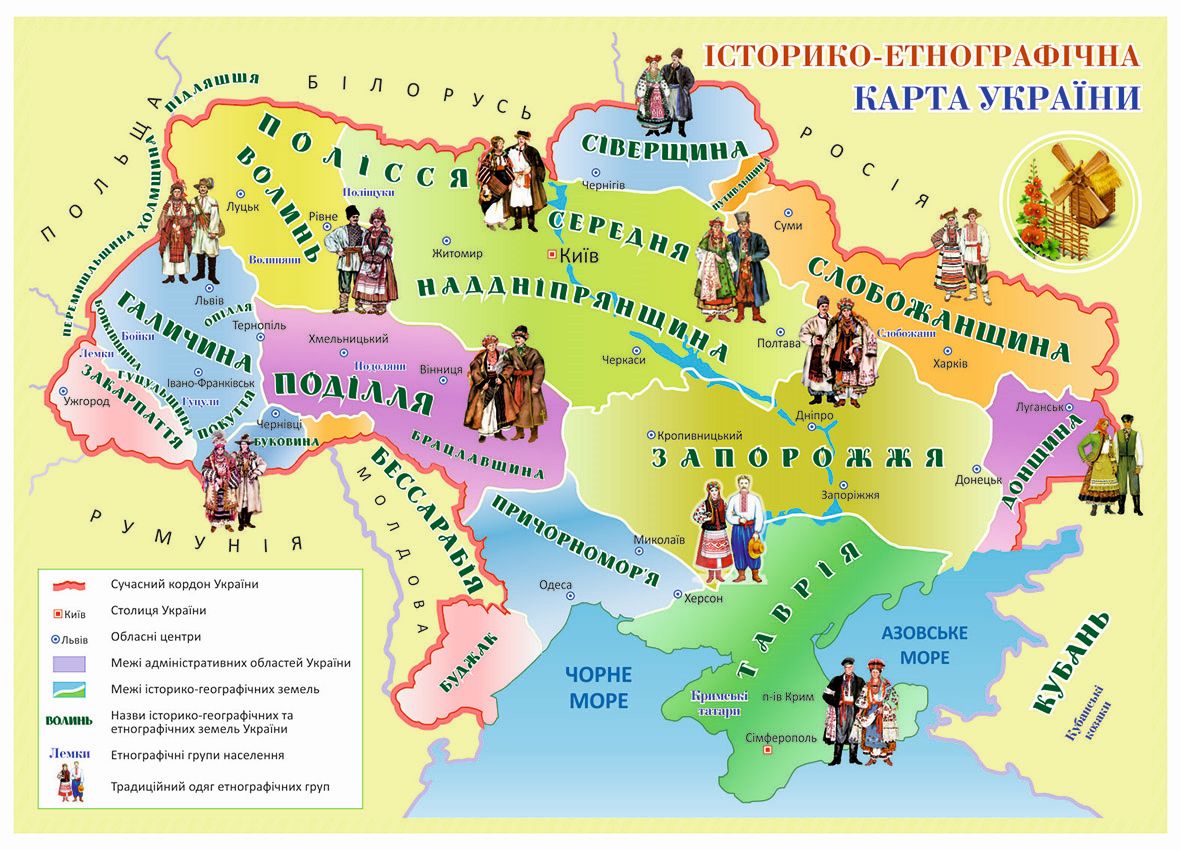 ІСТОРИКО-ЕТНОГРАФІЧНА
КАРТА УКРАЇНИ
БІЛОРУСЬ
РОСІЯ
ПОЛЬЩА
ПІДЛЯШШЯ
ХОЛМЩИНА
ПЕРЕМИШЛЬЩИНА
ПОЛІССЯ
ВОЛИНЬ
Поліщуки
Луцьк
Рівне
Волиняни
Житомир
СІВЕРЩИНА
Чернігів
ПУТИВЛЬЩИНА
Суми
СЕРЕДНЯ
НАДДНІПРЯНЩИНА
Київ
Черкаси
Полтава
СЛОБОЖАНЩИНА
Слобожани
Харків
ГАЛИЧИНА
Львів
ОПІЛЛЯ
Тернопіль
БОЙКІВЩИНА
Бойки
Лемки
ГУЦУЛЬЩИНА
Івано-Франківськ
Гуцули
ЗАКАРПАТТЯ
Ужгород
ПОКУТТЯ
Чернівці
БУКОВИНА
Хмельницький
Подоляни
Вінниця
ПОДІЛЛЯ
БРАЦЛАВЩИНА
Дніпро
Кропивницький
ЗАПОРОЖЖЯ
Запоріжжя
Луганськ
Донецьк
ДОНЩИНА
РУМУНІЯ
МОЛДОВА
БЕССАРАБІЯ
ПРИЧОРНОМОР'Я
Миколаїв
Одеса
Херсон
БУДЖАК
ТАВРІЯ
Кримські
татари
п-ів Крим
Сімферополь
ЧОРНЕ
МОРЕ
АЗОВСЬКЕ
МОРЕ
КУБАНЬ
Кубанські
козаки
Сучасний кордон України
Київ
Столиця України
Львів
Обласні центри
Межі адміністративних областей України
Межі історико-географічних земель
ВОЛИНЬ
Назви історико-географічних та
етнографічних земель України
Лемки
Етнографічні групи населення
Традиційний одяг етнографічних груп